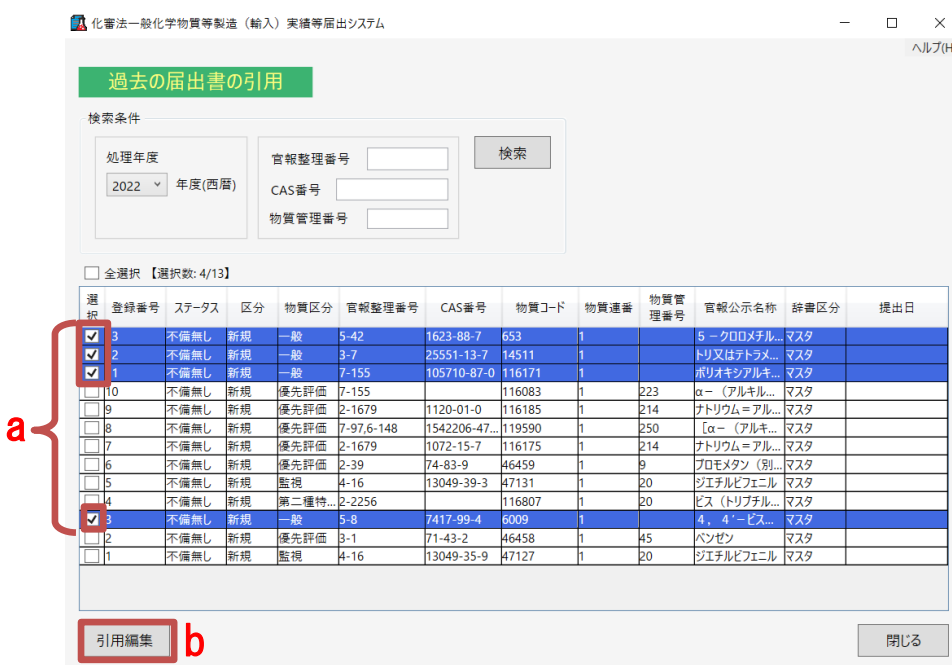 化審法一般化学物質等製造（輸入）実績等届出システム
ヘルプ(H
過去の届出書の引用
検索条件
処理年度
2022 年度(西暦)
官報整理番号
CAS番号
物質管理番号
検索
全選択 【選択数: 4/13】
選択 登録番号 ステータス 区分 物質区分 官報整理番号 CAS番号 物質コード 物質連番 物質管理番号 官報公示名称 辞書区分 提出日
3 不備無し 新規 一般 5-42 1623-88-7 653 1 5－クロロメチル... マスタ
2 不備無し 新規 一般 3-7 25551-13-7 14511 1 トリ又はテトラメ... マスタ
1 不備無し 新規 一般 7-155 105710-87-0 116171 1 ポリオキシアルキ... マスタ
10 不備無し 新規 優先評価 7-155 116083 1 223 α－（アルキル... マスタ
9 不備無し 新規 優先評価 2-1679 1120-01-0 116185 1 214 ナトリウム＝アル... マスタ
8 不備無し 新規 優先評価 7-97,6-148 1542206-47... 119590 1 250 ［α－（アルキ... マスタ
7 不備無し 新規 優先評価 2-1679 1072-15-7 116175 1 214 ナトリウム＝アル... マスタ
6 不備無し 新規 優先評価 2-39 74-83-9 46459 1 9 ブロモメタン（別... マスタ
5 不備無し 新規 監視 4-16 13049-39-3 47131 1 20 ジエチルビフェニル マスタ
4 不備無し 新規 第二種特... 2-2256 116807 1 20 ビス（トリブチル... マスタ
3 不備無し 新規 一般 5-8 7417-99-4 6009 1 4，4'－ビス... マスタ
2 不備無し 新規 優先評価 3-1 71-43-2 46458 1 45 ベンゼン マスタ
1 不備無し 新規 監視 4-16 13049-35-9 47127 1 20 ジエチルビフェニル マスタ
a
引用編集
b
閉じる